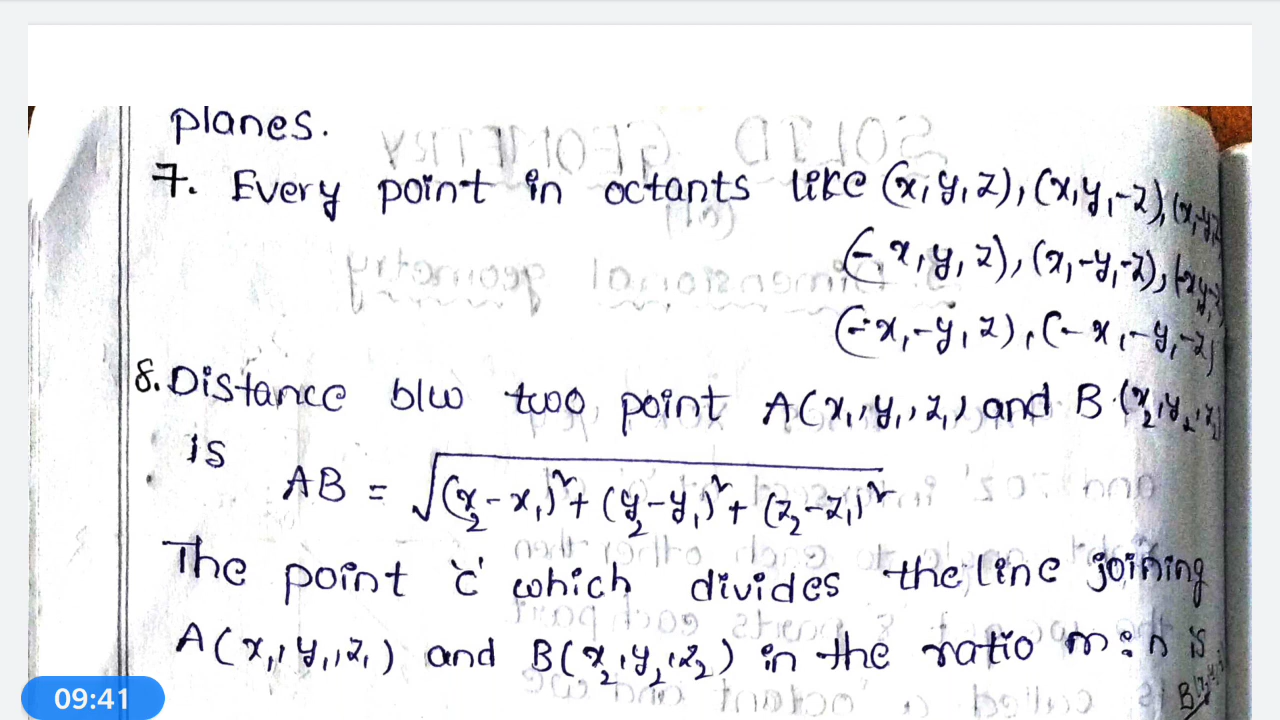 planes.
7. Every point in octants like (x,y,z), (x,y,-z), (x,-y,z)
(-x,y,z), (x,-y,-z), (-x,y,-z)
(-x,-y,z), (-x,-y,-z)
8. Distance b/w two point A(x₁,y₁,z₁) and B(x₂,y₂,z₂)
is
AB = √(x₂-x₁)²+(y₂-y₁)²+(z₂-z₁)²
The point 'c' which divides the line joining
A(x₁,y₁,z₁) and B(x₂,y₂,z₂) in the ratio m:n is
09:41